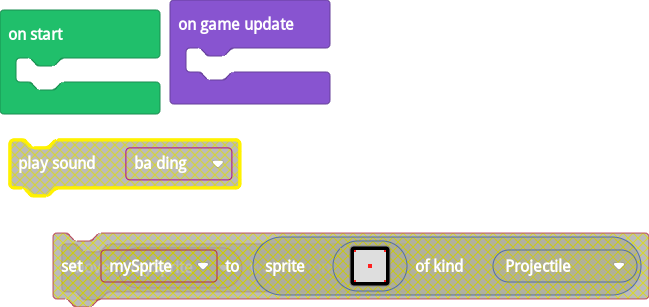 on start
on game update
play sound ba ding
set mySprite to sprite of kind Projectile